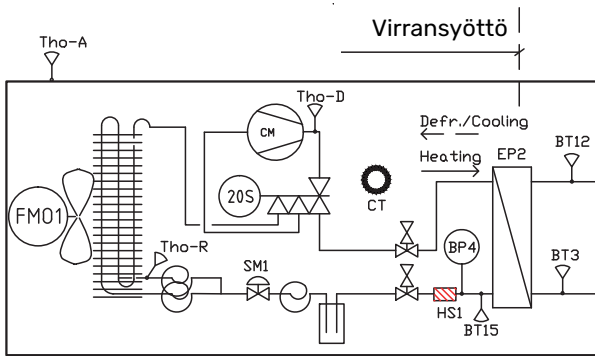 Virransyöttö
Tho-A
Tho-D
CM
Defr./Cooling
Heating
EP2
BT12
20S
CT
FM01
Tho-R
SM1
BP4
BT3
HS1
BT15